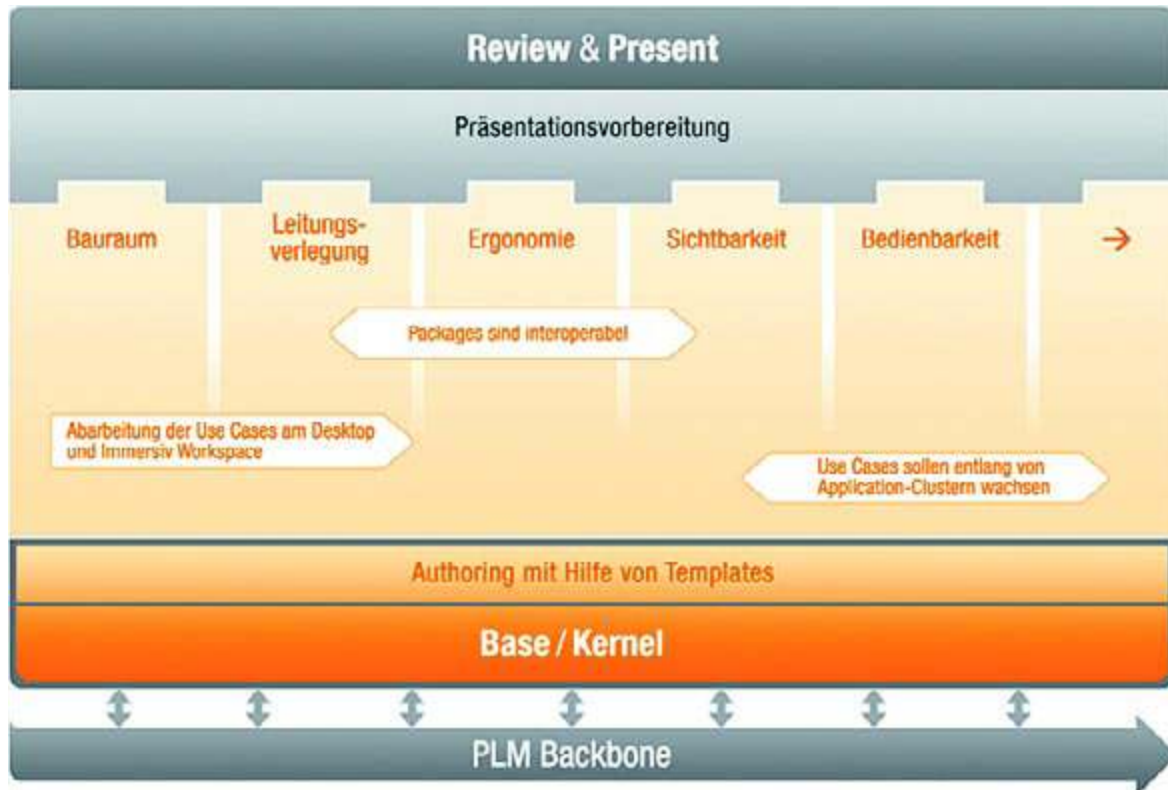 Review & Present
Präsentationsvorbereitung
Bauraum
Leitungs-
verlegung
Ergonomie
Sichtbarkeit
Bedienbarkeit
→
Packages sind interoperabel
Abarbeitung der Use Cases am Desktop
und Immersiv Workspace
Use Cases sollen entlang von
Application-Clustern wachsen
Authoring mit Hilfe von Templates
Base / Kernel
PLM Backbone